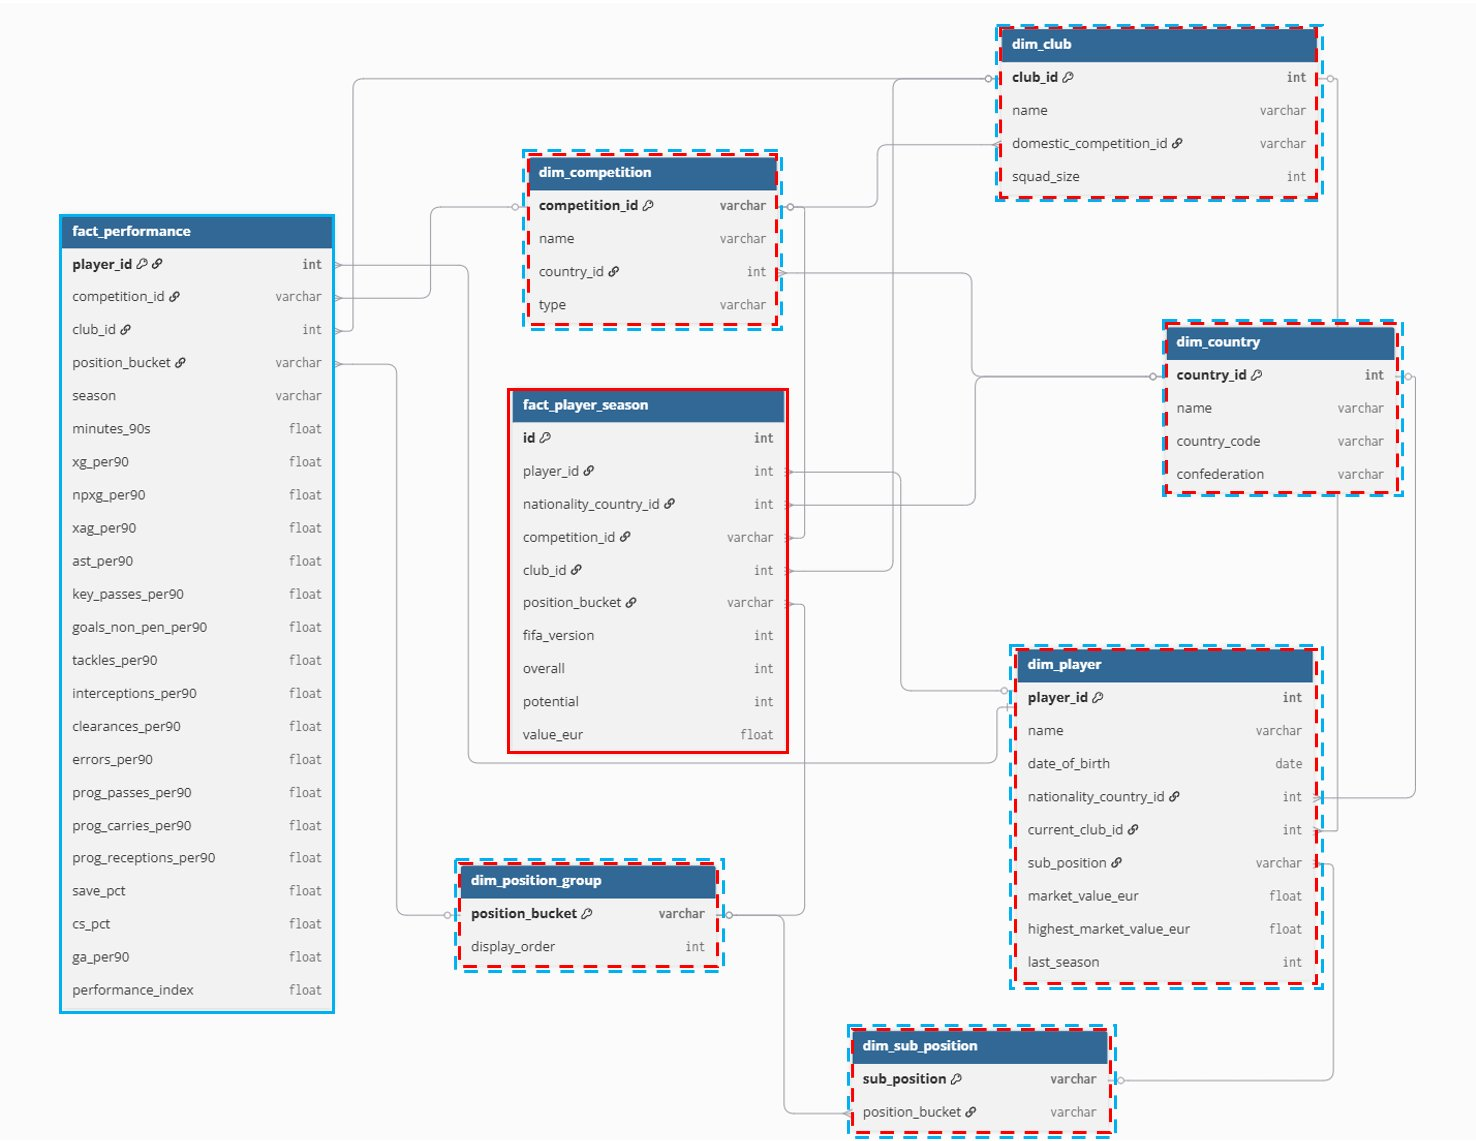 fact_performance
player_id int
competition_id varchar
club_id int
position_bucket varchar
season varchar
minutes_90s float
xg_per90 float
npxg_per90 float
xag_per90 float
ast_per90 float
key_passes_per90 float
goals_non_pen_per90 float
tackles_per90 float
interceptions_per90 float
clearances_per90 float
errors_per90 float
prog_passes_per90 float
prog_carries_per90 float
prog_receptions_per90 float
save_pct float
cs_pct float
ga_per90 float
performance_index float
dim_competition
competition_id varchar
name varchar
country_id int
type varchar
fact_player_season
id int
player_id int
nationality_country_id int
competition_id varchar
club_id int
position_bucket varchar
fifa_version int
overall int
potential int
value_eur float
dim_position_group
position_bucket varchar
display_order int
dim_club
club_id int
name varchar
domestic_competition_id varchar
squad_size int
dim_country
country_id int
name varchar
country_code varchar
confederation varchar
dim_player
player_id int
name varchar
date_of_birth date
nationality_country_id int
current_club_id int
sub_position varchar
market_value_eur float
highest_market_value_eur float
last_season int
dim_sub_position
sub_position varchar
position_bucket varchar